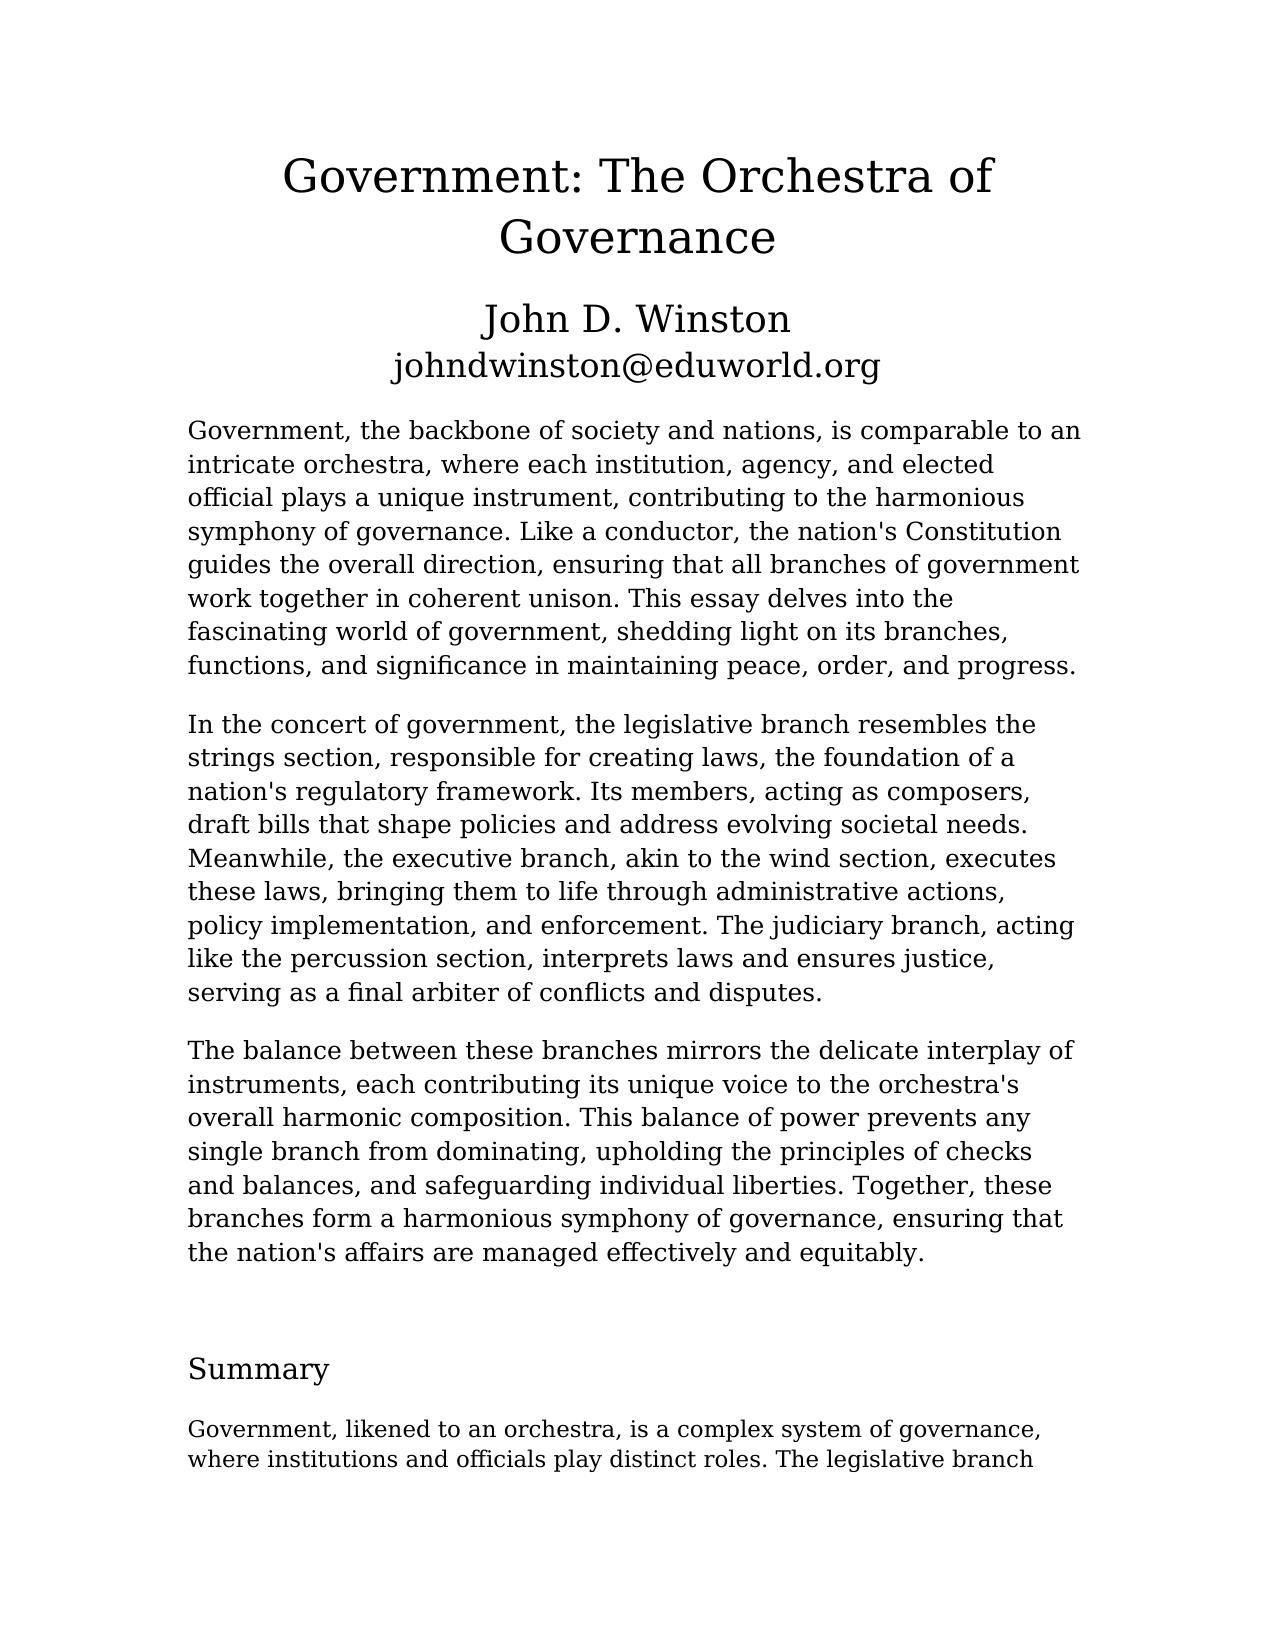 Government: The Orchestra of
Governance
John D. Winston
johndwinston@eduworld.org
Government, the backbone of society and nations, is comparable to an
intricate orchestra, where each institution, agency, and elected
official plays a unique instrument, contributing to the harmonious
symphony of governance. Like a conductor, the nation's Constitution
guides the overall direction, ensuring that all branches of government
work together in coherent unison. This essay delves into the
fascinating world of government, shedding light on its branches,
functions, and significance in maintaining peace, order, and progress.
In the concert of government, the legislative branch resembles the
strings section, responsible for creating laws, the foundation of a
nation's regulatory framework. Its members, acting as composers,
draft bills that shape policies and address evolving societal needs.
Meanwhile, the executive branch, akin to the wind section, executes
these laws, bringing them to life through administrative actions,
policy implementation, and enforcement. The judiciary branch, acting
like the percussion section, interprets laws and ensures justice,
serving as a final arbiter of conflicts and disputes.
The balance between these branches mirrors the delicate interplay of
instruments, each contributing its unique voice to the orchestra's
overall harmonic composition. This balance of power prevents any
single branch from dominating, upholding the principles of checks
and balances, and safeguarding individual liberties. Together, these
branches form a harmonious symphony of governance, ensuring that
the nation's affairs are managed effectively and equitably.
Summary
Government, likened to an orchestra, is a complex system of governance,
where institutions and officials play distinct roles. The legislative branch